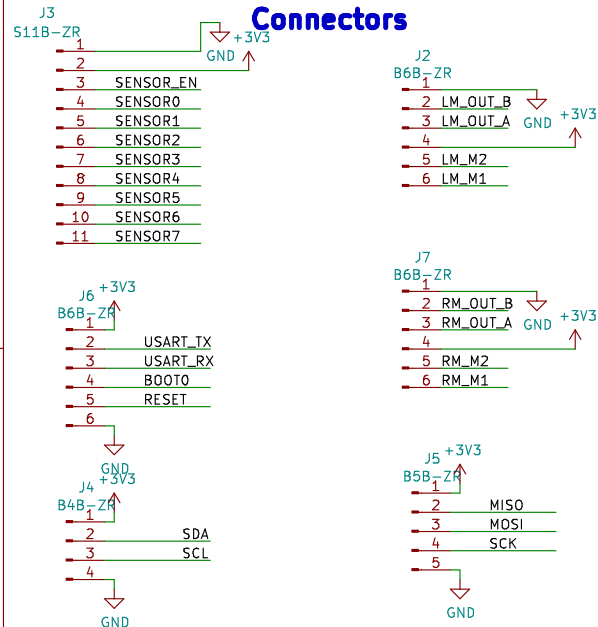 Connectors
J3
S11B-ZR
1
GND
+3V3
2
3 SENSOR_EN
4 SENSOR0
5 SENSOR1
6 SENSOR2
7 SENSOR3
8 SENSOR4
9 SENSOR5
10 SENSOR6
11 SENSOR7
J2
B6B-ZR
1
GND
2 LM_OUT_B
3 LM_OUT_A
+3V3
4
5 LM_M2
6 LM_M1
J6
+3V3
B6B-ZR
1
2 USART_TX
3 USART_RX
4 BOOT0
5 RESET
6
GND
J7
B6B-ZR
1
GND
2 RM_OUT_B
3 RM_OUT_A
+3V3
4
5 RM_M2
6 RM_M1
J4
+3V3
B4B-ZR
1
2 SDA
3 SCL
4
GND
J5
+3V3
B5B-ZR
1
2 MISO
3 MOSI
4 SCK
5
GND